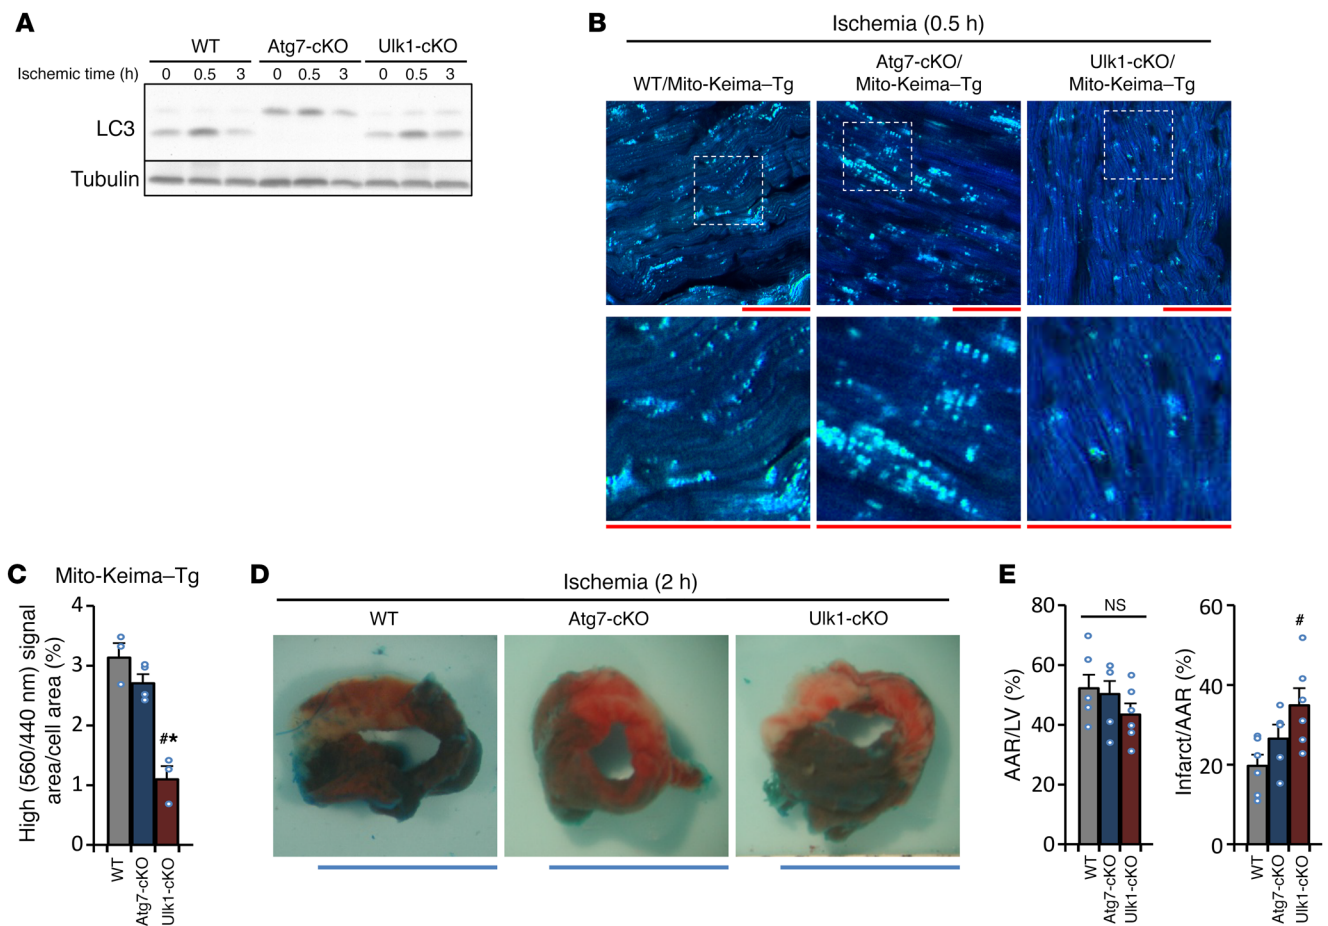 A
WT Atg7-cKO Ulk1-cKO
Ischemic time (h) 0 0.5 3 0 0.5 3 0 0.5 3
LC3
Tubulin
B
Ischemia (0.5 h)
WT/Mito-Keima–Tg
Atg7-cKO/
Mito-Keima–Tg
Ulk1-cKO/
Mito-Keima–Tg
C
Mito-Keima–Tg
High (560/440 nm) signal
area/cell area (%)
4
3
2
1
0
#*
WT
Atg7-cKO
Ulk1-cKO
D
Ischemia (2 h)
WT Atg7-cKO Ulk1-cKO
E
AAR/LV (%)
80
60
40
20
0
NS
WT
Atg7-cKO
Ulk1-cKO
Infarct/AAR (%)
60
40
20
0
#
WT
Atg7-cKO
Ulk1-cKO